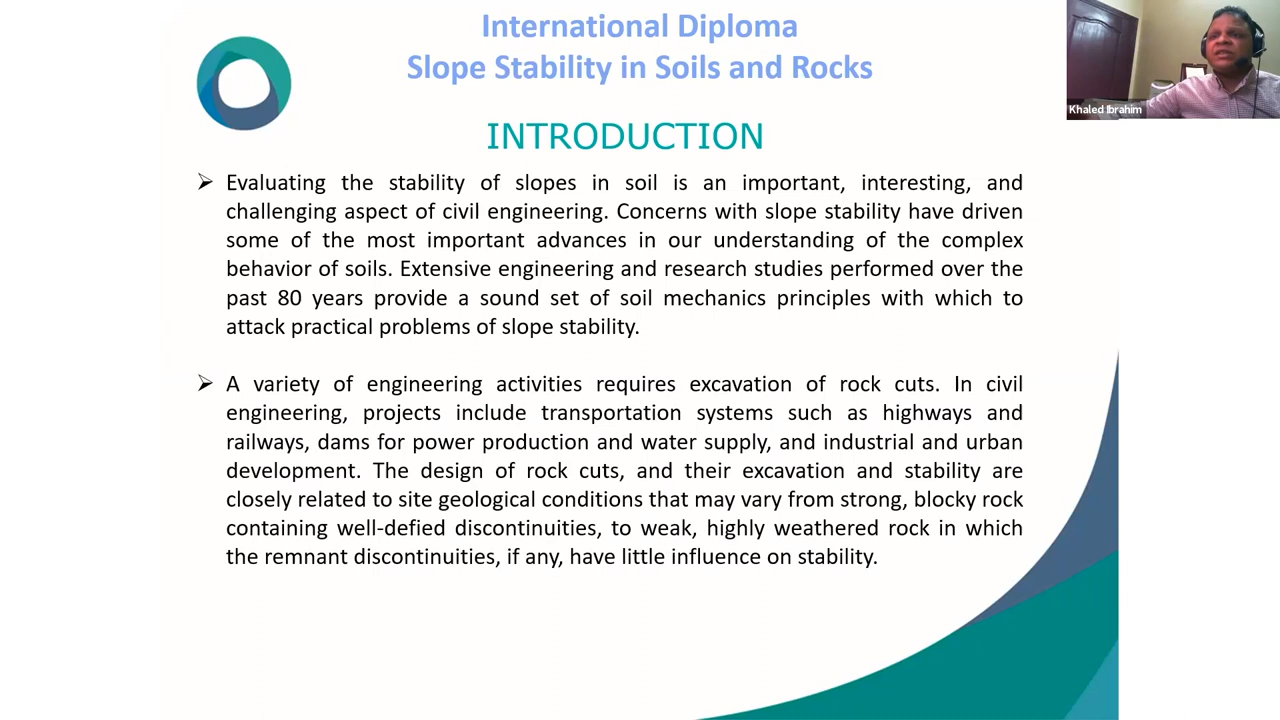 International Diploma
Slope Stability in Soils and Rocks
Khaled Ibrahim
INTRODUCTION
Evaluating the stability of slopes in soil is an important, interesting, and
challenging aspect of civil engineering. Concerns with slope stability have driven
some of the most important advances in our understanding of the complex
behavior of soils. Extensive engineering and research studies performed over the
past 80 years provide a sound set of soil mechanics principles with which to
attack practical problems of slope stability.
A variety of engineering activities requires excavation of rock cuts. In civil
engineering, projects include transportation systems such as highways and
railways, dams for power production and water supply, and industrial and urban
development. The design of rock cuts, and their excavation and stability are
closely related to site geological conditions that may vary from strong, blocky rock
containing well-defied discontinuities, to weak, highly weathered rock in which
the remnant discontinuities, if any, have little influence on stability.